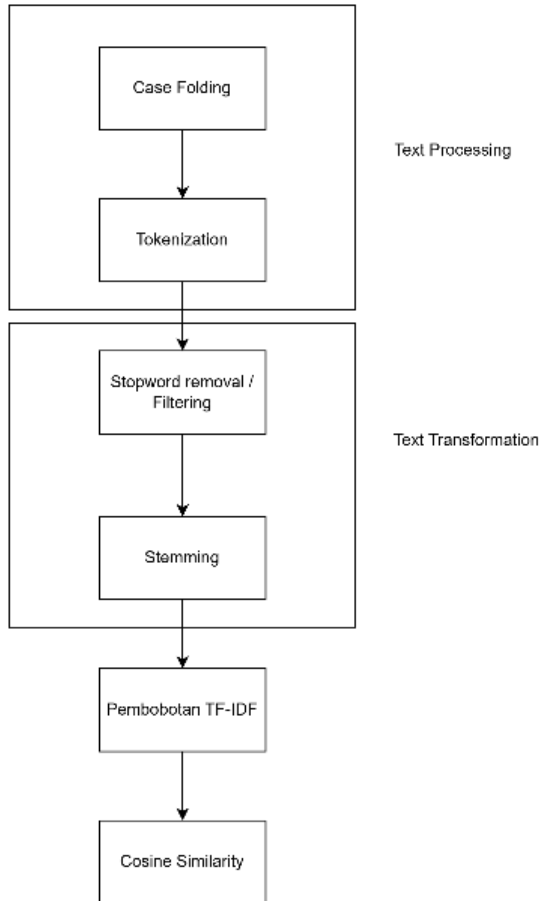 Case Folding
Text Processing
Tokenization
Stopword removal /
Filtering
Text Transformation
Stemming
Pembobotan TF-IDF
Cosine Similarity